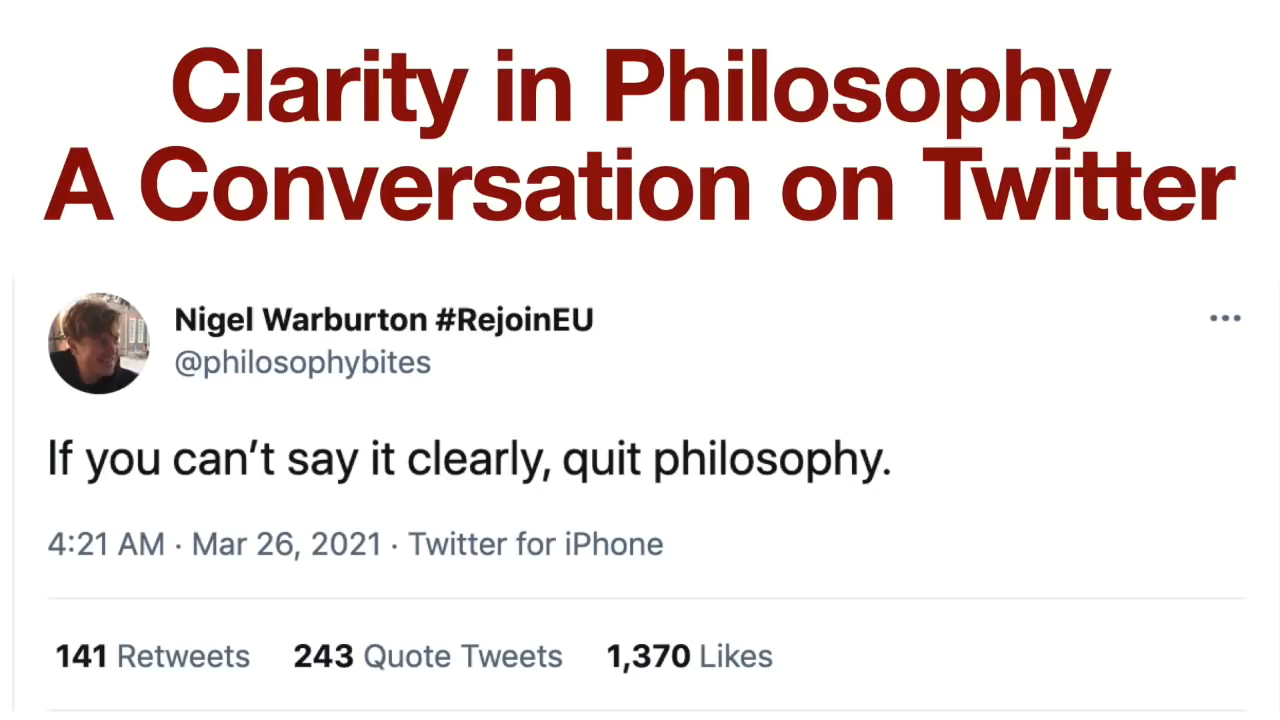 Clarity in Philosophy
A Conversation on Twitter
Nigel Warburton #RejoinEU
@philosophybites
If you can’t say it clearly, quit philosophy.
4:21 AM · Mar 26, 2021 · Twitter for iPhone
141 Retweets 243 Quote Tweets 1,370 Likes